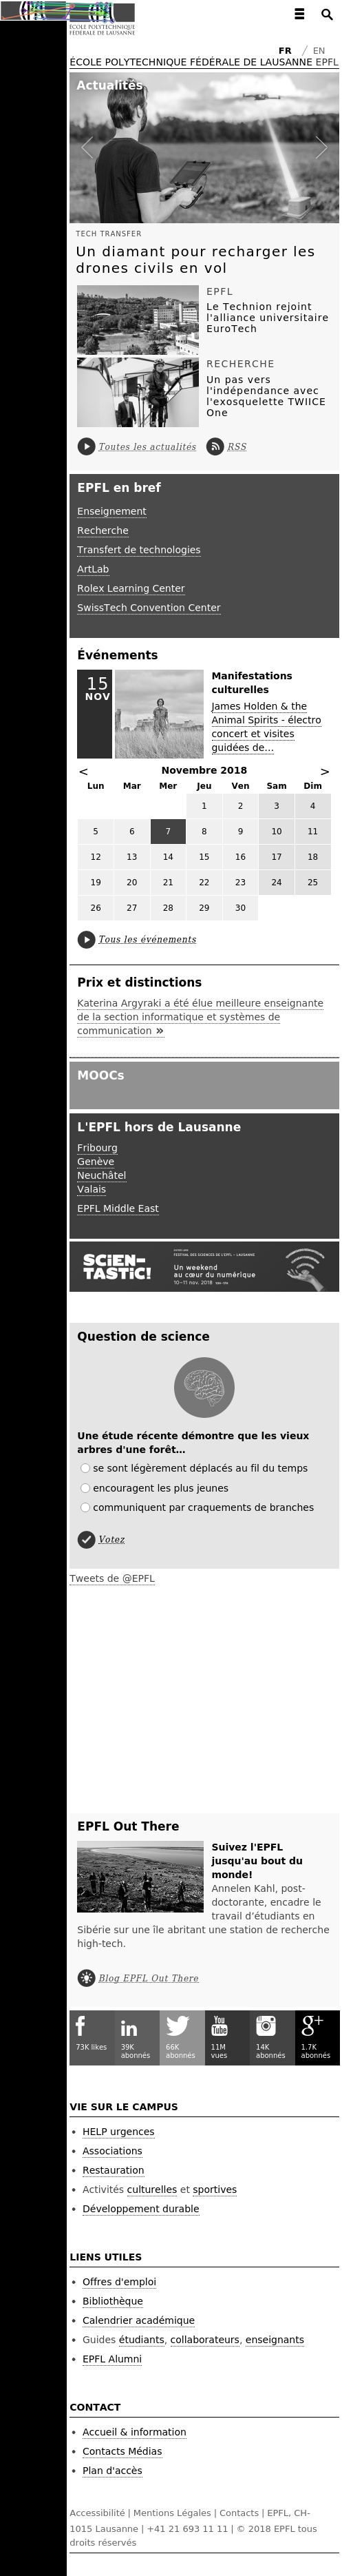 ÉCOLE POLYTECHNIQUE
FÉDÉRALE DE LAUSANNE
FR / EN
ÉCOLE POLYTECHNIQUE FÉDÉRALE DE LAUSANNE EPFL
Actualités
TECH TRANSFER
Un diamant pour recharger les
drones civils en vol
EPFL
Le Technion rejoint
l'alliance universitaire
EuroTech
RECHERCHE
Un pas vers
l'indépendance avec
l'exosquelette TWIICE
One
Toutes les actualités RSS
EPFL en bref
Enseignement
Recherche
Transfert de technologies
ArtLab
Rolex Learning Center
SwissTech Convention Center
Événements
15
NOV
Manifestations
culturelles
James Holden & the
Animal Spirits - électro
concert et visites
guidées de...
< Novembre 2018 >
Lun Mar Mer Jeu Ven Sam Dim
1 2 3 4
5 6 7 8 9 10 11
12 13 14 15 16 17 18
19 20 21 22 23 24 25
26 27 28 29 30
Tous les événements
Prix et distinctions
Katerina Argyraki a été élue meilleure enseignante
de la section informatique et systèmes de
communication »
MOOCs
L'EPFL hors de Lausanne
Fribourg
Genève
Neuchâtel
Valais
EPFL Middle East
SCIEN-
TASTIC!
FESTIVAL DES SCIENCES DE L'EPFL – LAUSANNE
Un weekend
au cœur du numérique
10–11 nov. 2018
Question de science
Une étude récente démontre que les vieux
arbres d'une forêt…
se sont légèrement déplacés au fil du temps
encouragent les plus jeunes
communiquent par craquements de branches
Votez
Tweets de @EPFL
EPFL Out There
Suivez l'EPFL
jusqu'au bout du
monde!
Annelen Kahl, post-
doctorante, encadre le
travail d’étudiants en
Sibérie sur une île abritant une station de recherche
high-tech.
Blog EPFL Out There
f in You Tube g+
73K likes 39K abonnés 66K abonnés 11M vues 14K abonnés 1.7K abonnés
VIE SUR LE CAMPUS
HELP urgences
Associations
Restauration
Activités culturelles et sportives
Développement durable
LIENS UTILES
Offres d'emploi
Bibliothèque
Calendrier académique
Guides étudiants, collaborateurs, enseignants
EPFL Alumni
CONTACT
Accueil & information
Contacts Médias
Plan d'accès
Accessibilité | Mentions Légales | Contacts | EPFL, CH-
1015 Lausanne | +41 21 693 11 11 | © 2018 EPFL tous
droits réservés